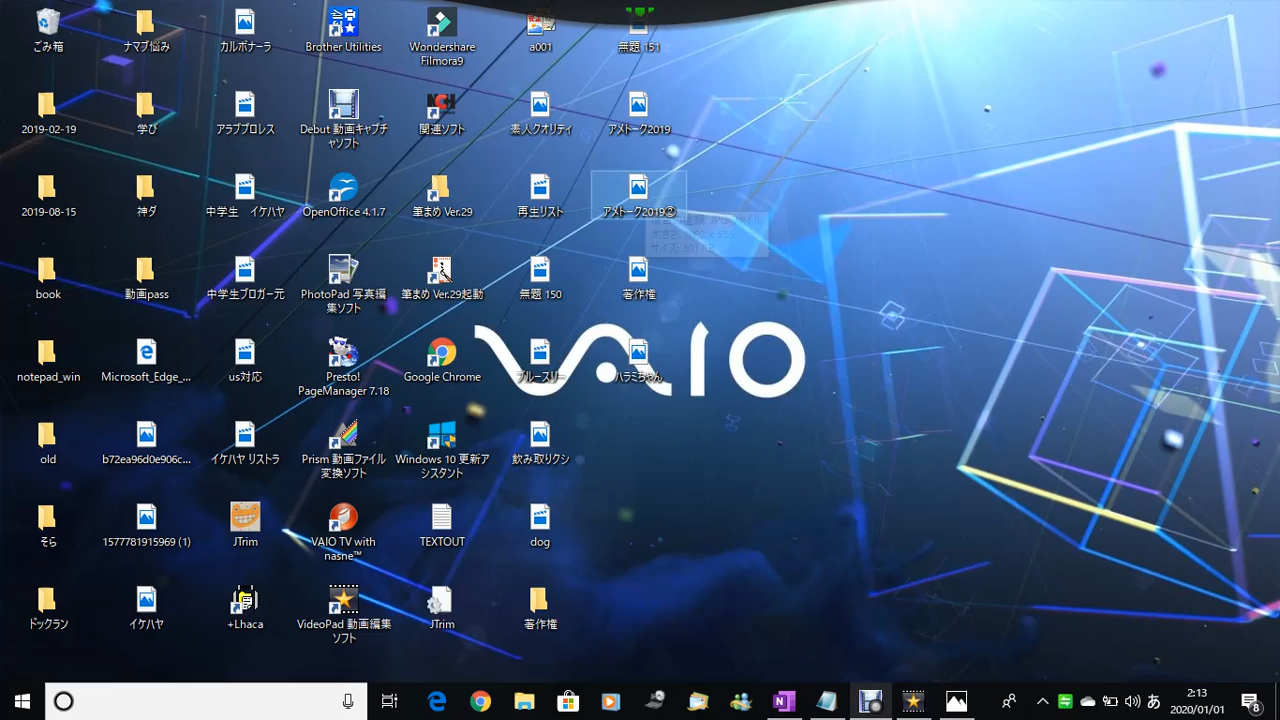 ごみ箱
ナマブ悩み
カルボナーラ
Brother Utilities
Wondershare
Filmora9
a001
無題 151
2019-02-19
学び
アラブプロレス
Debut 動画キャプチ
ャソフト
関連ソフト
素人クオリティ
アメトーク2019
2019-08-15
神ダ
中学生　イケハヤ
OpenOffice 4.1.7
筆まめ Ver.29
再生リスト
アメトーク2019②
book
動画pass
中学生ブロガー元
PhotoPad 写真編
集ソフト
筆まめ Ver.29起動
無題 150
著作権
notepad_win
Microsoft_Edge_...
us対応
Presto!
PageManager 7.18
Google Chrome
ブルースリー
ハラミちゃん
VAIO
old
b72ea96d0e906c...
イケハヤ リストラ
Prism 動画ファイル
変換ソフト
Windows 10 更新ア
シスタント
飲み取りクシ
そら
1577781915969 (1)
JTrim
VAIO TV with
nasne™
TEXTOUT
dog
ドックラン
イケハヤ
+Lhaca
VideoPad 動画編集
ソフト
JTrim
著作権
あ
2:13
2020/01/01
8